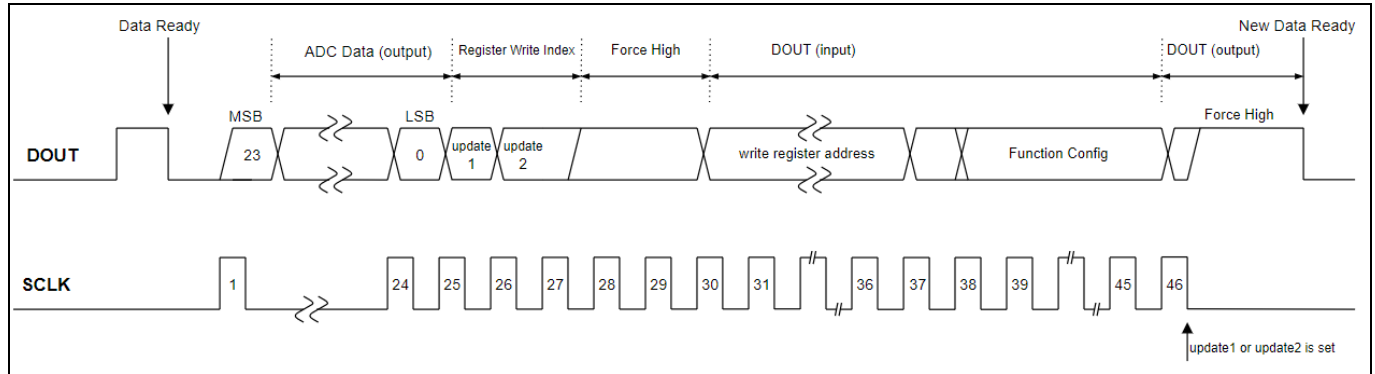 Data Ready
New Data Ready
ADC Data (output)
Register Write Index
Force High
DOUT (input)
DOUT (output)
MSB
LSB
Force High
DOUT
23
0
update
1
update
2
write register address
Function Config
SCLK
1
24
25
26
27
28
29
30
31
36
37
38
39
45
46
update1 or update2 is set